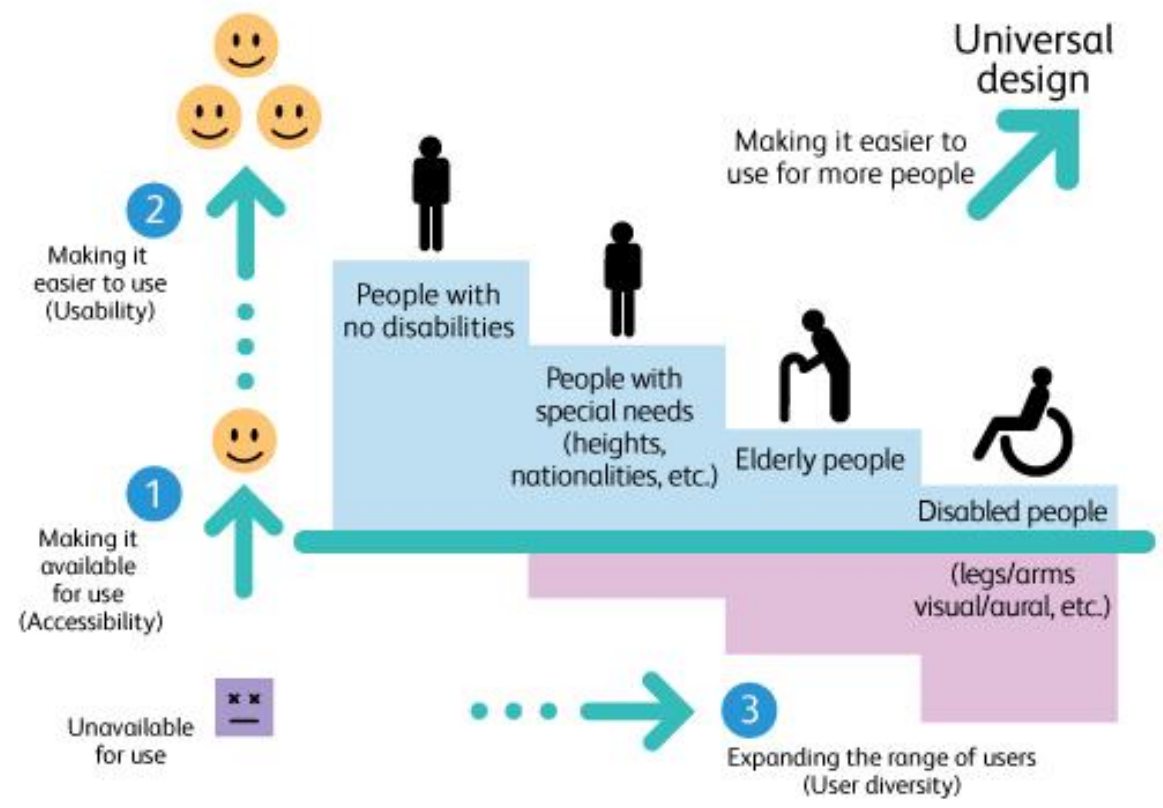 Universal
design
Making it easier to
use for more people
2
Making it
easier to use
(Usability)
People with
no disabilities
People with
special needs
(heights,
nationalities, etc.)
Elderly people
Disabled people
(legs/arms
visual/aural, etc.)
1
Making it
available
for use
(Accessibility)
Unavailable
for use
3
Expanding the range of users
(User diversity)